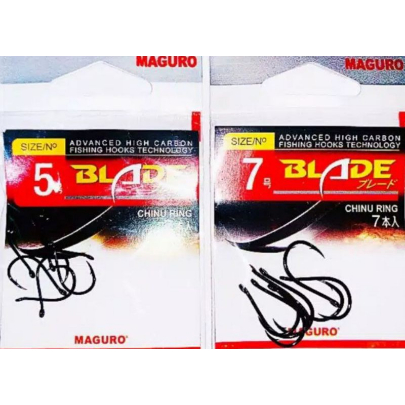 MAGURO
SIZE/Nº
ADVANCED HIGH CARBON
FISHING HOOKS TECHNOLOGY
5
BLADE
CHINU RING
MAGURO
MAGURO
SIZE/Nº
ADVANCED HIGH CARBON
FISHING HOOKS TECHNOLOGY
7号
BLADE
ブレード
CHINU RING
7本入
MAGURO